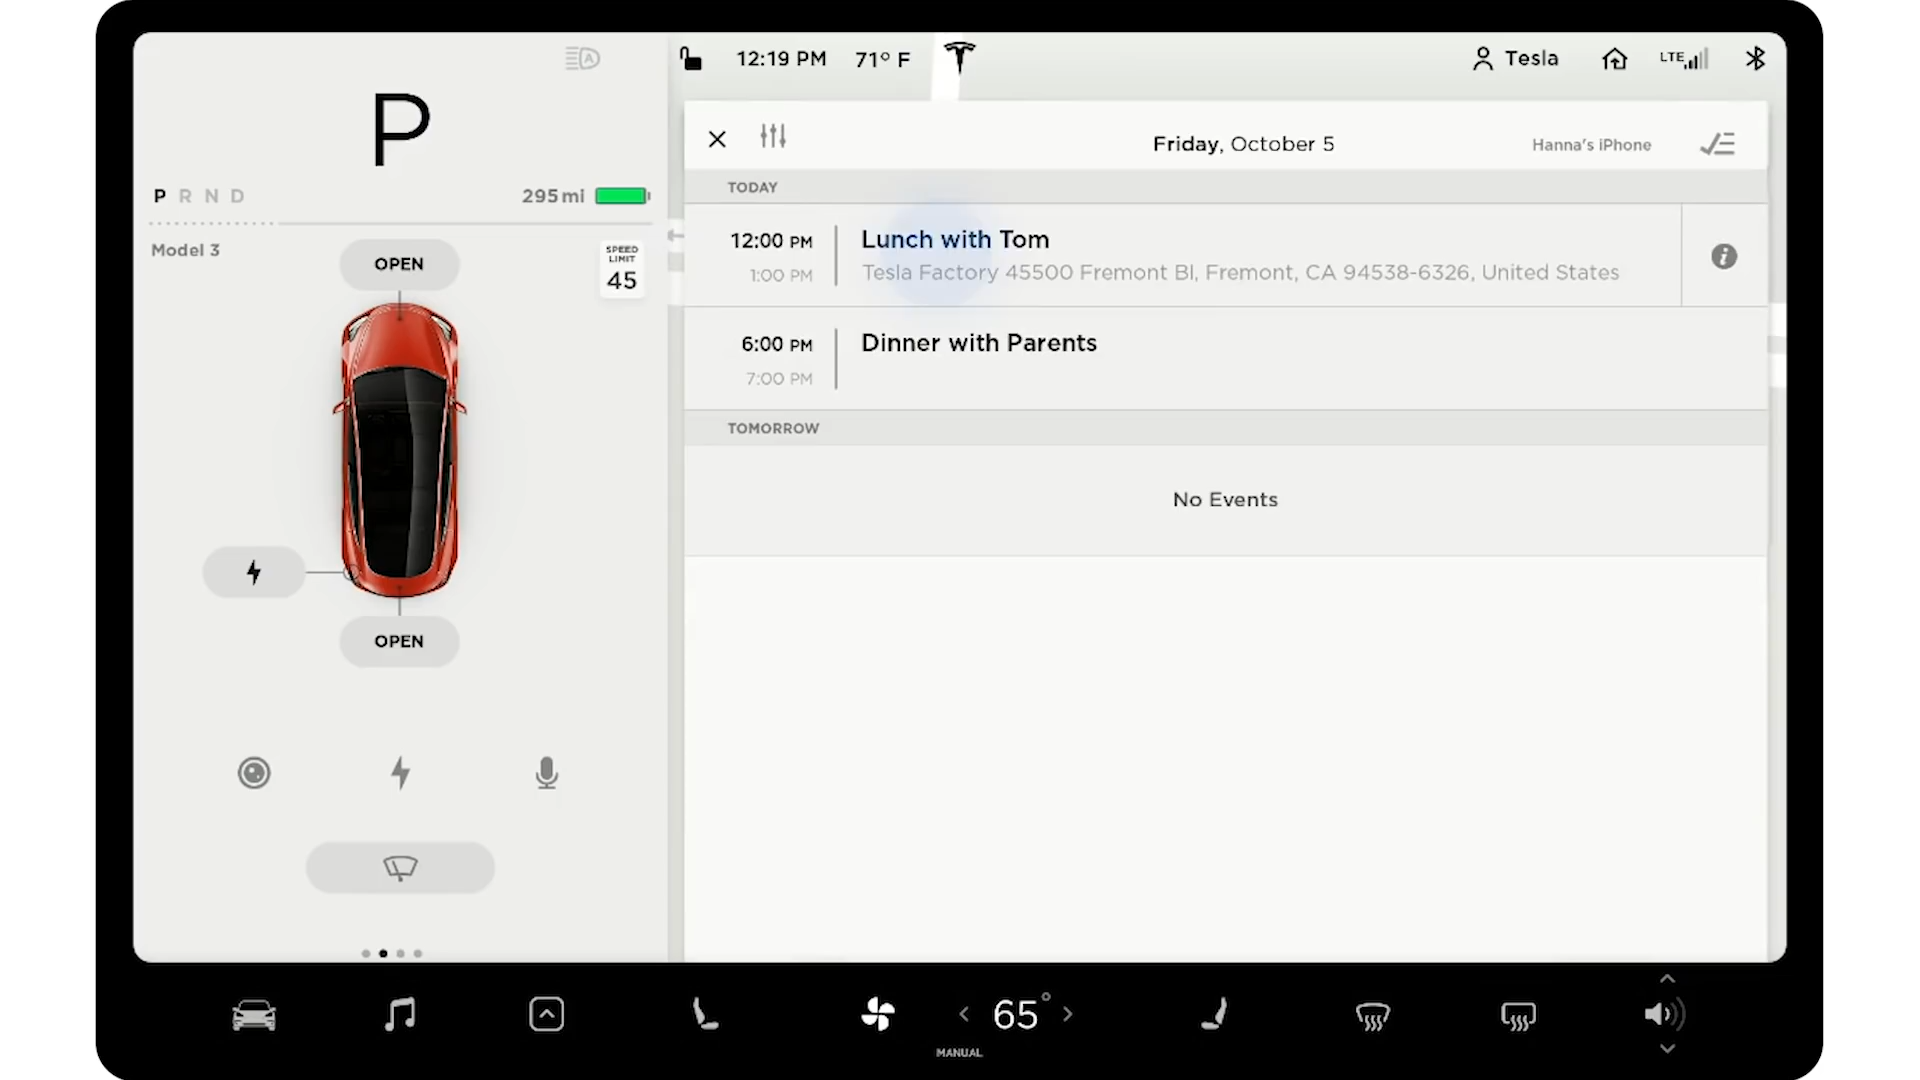 P
P R N D
295 mi
Model 3
OPEN
SPEED
LIMIT
45
OPEN
12:19 PM
71° F
Tesla
LTE
Friday, October 5
Hanna's iPhone
TODAY
12:00 PM
1:00 PM
Lunch with Tom
Tesla Factory 45500 Fremont Bl, Fremont, CA 94538-6326, United States
6:00 PM
7:00 PM
Dinner with Parents
TOMORROW
No Events
65°
MANUAL